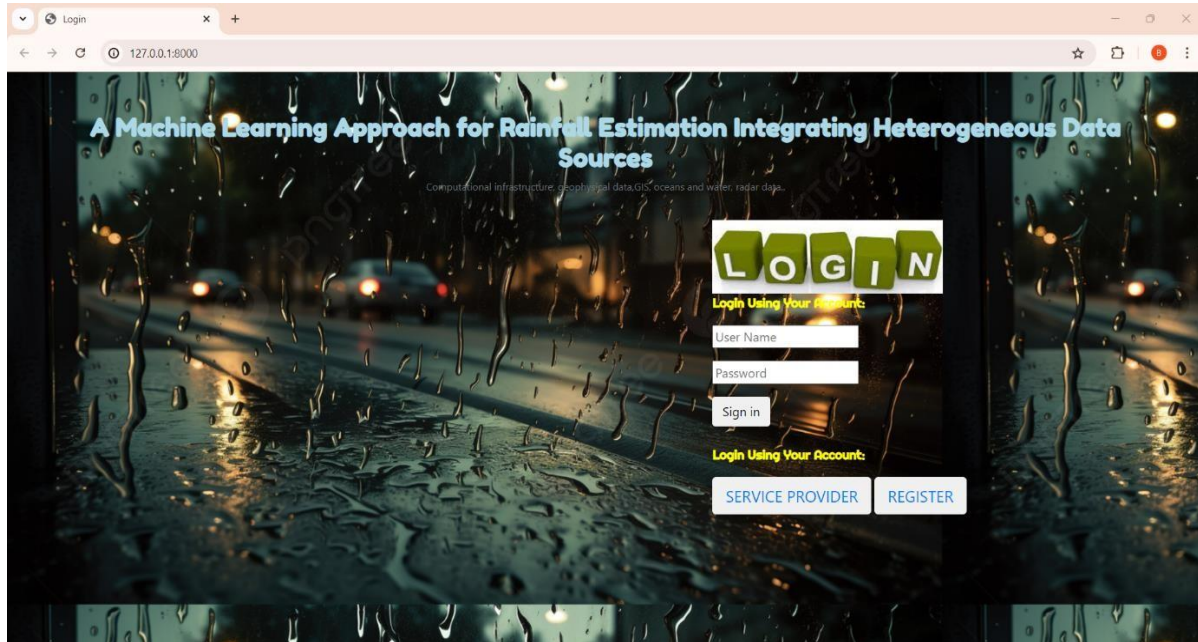 Login
127.0.0.1:8000
B
A Machine Learning Approach for Rainfall Estimation Integrating Heterogeneous Data
Sources
Computational infrastructure, geophysical data,GIS, oceans and water, radar data..
LOGIN
Login Using Your Account:
User Name
Password
Sign in
Login Using Your Account:
SERVICE PROVIDER REGISTER